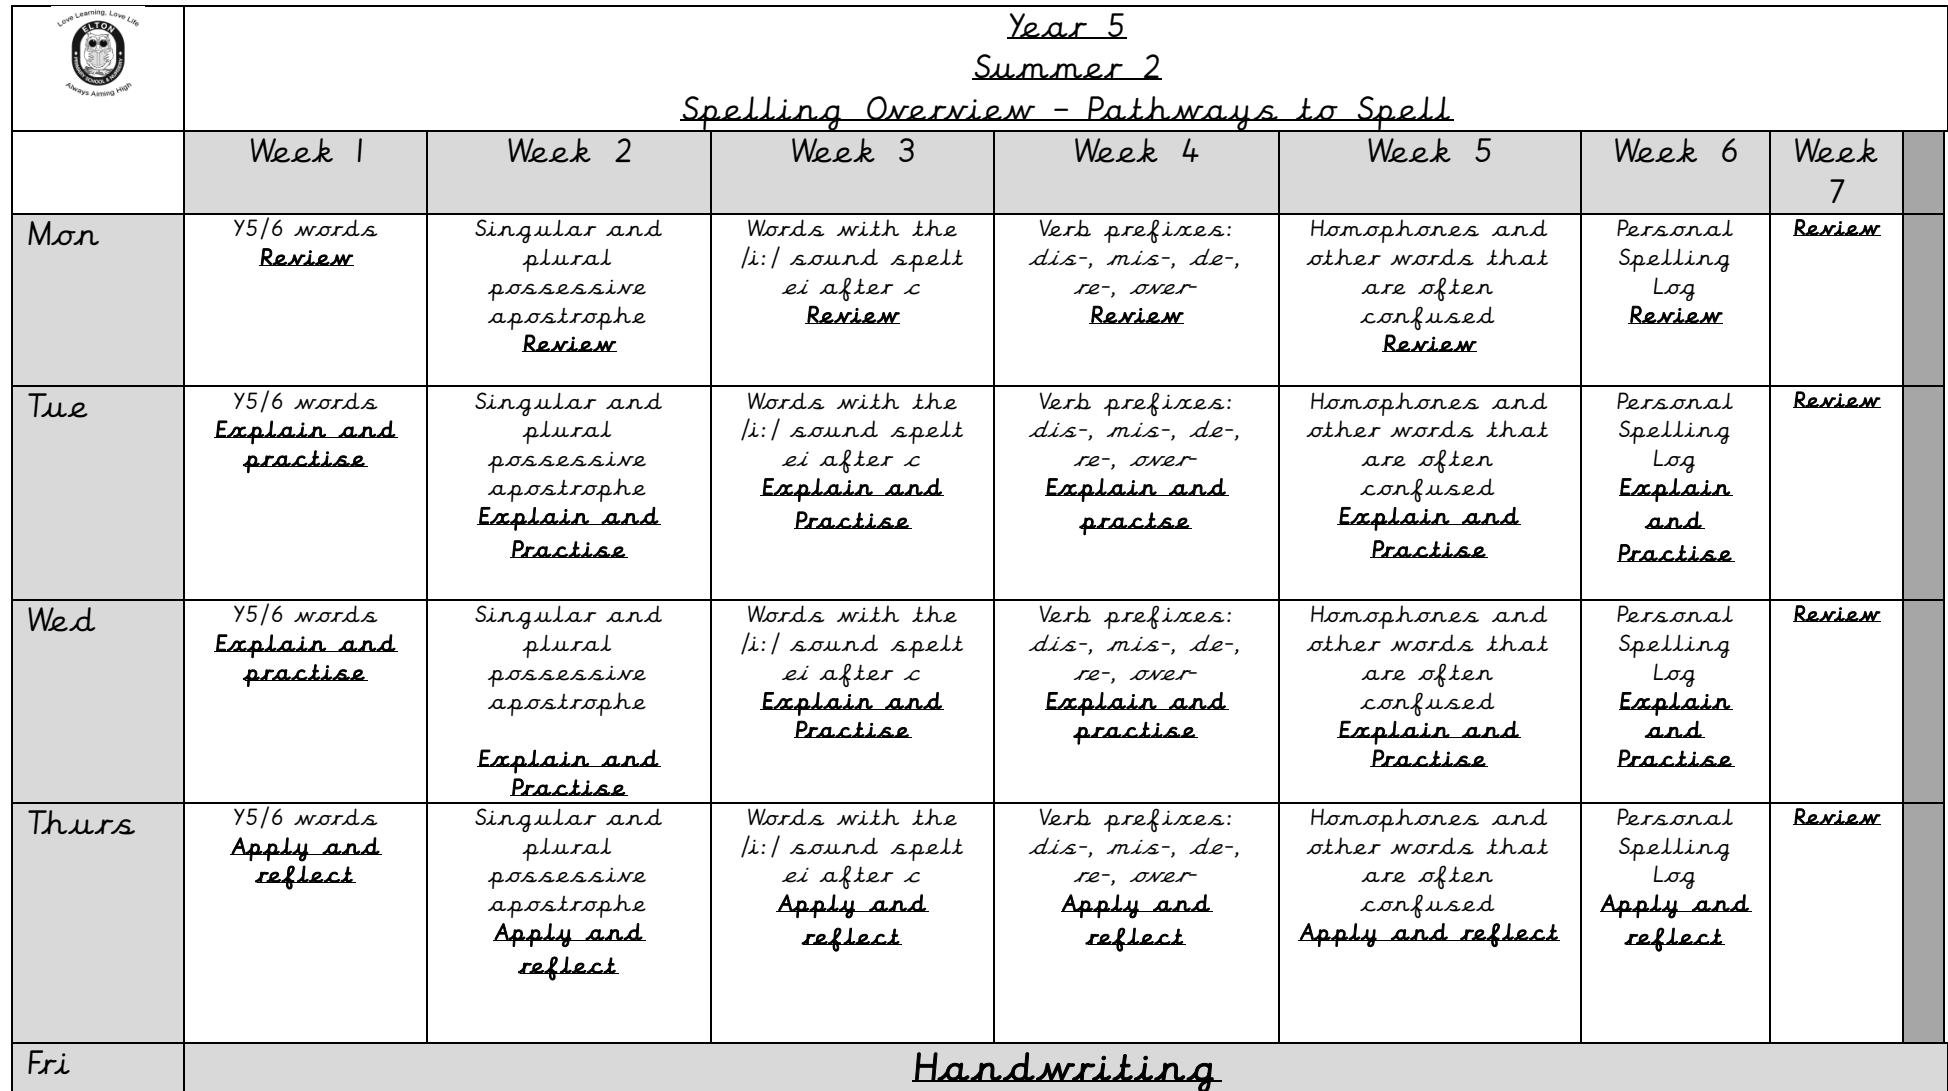 Love Learning, Love Life
ELTON
PRIMARY SCHOOL & NURSERY
Always Aiming High
Year 5
Summer 2
Spelling Overview – Pathways to Spell
Week 1
Week 2
Week 3
Week 4
Week 5
Week 6
Week
7
Mon
Y5/6 words
Review
Singular and
plural
possessive
apostrophe
Review
Words with the
/i:/ sound spelt
ei after c
Review
Verb prefixes:
dis-, mis-, de-,
re-, over-
Review
Homophones and
other words that
are often
confused
Review
Personal
Spelling
Log
Review
Review
Tue
Y5/6 words
Explain and
practise
Singular and
plural
possessive
apostrophe
Explain and
Practise
Words with the
/i:/ sound spelt
ei after c
Explain and
Practise
Verb prefixes:
dis-, mis-, de-,
re-, over-
Explain and
practse
Homophones and
other words that
are often
confused
Explain and
Practise
Personal
Spelling
Log
Explain
and
Practise
Review
Wed
Y5/6 words
Explain and
practise
Singular and
plural
possessive
apostrophe
Explain and
Practise
Words with the
/i:/ sound spelt
ei after c
Explain and
Practise
Verb prefixes:
dis-, mis-, de-,
re-, over-
Explain and
practise
Homophones and
other words that
are often
confused
Explain and
Practise
Personal
Spelling
Log
Explain
and
Practise
Review
Thurs
Y5/6 words
Apply and
reflect
Singular and
plural
possessive
apostrophe
Apply and
reflect
Words with the
/i:/ sound spelt
ei after c
Apply and
reflect
Verb prefixes:
dis-, mis-, de-,
re-, over-
Apply and
reflect
Homophones and
other words that
are often
confused
Apply and reflect
Personal
Spelling
Log
Apply and
reflect
Review
Fri
Handwriting